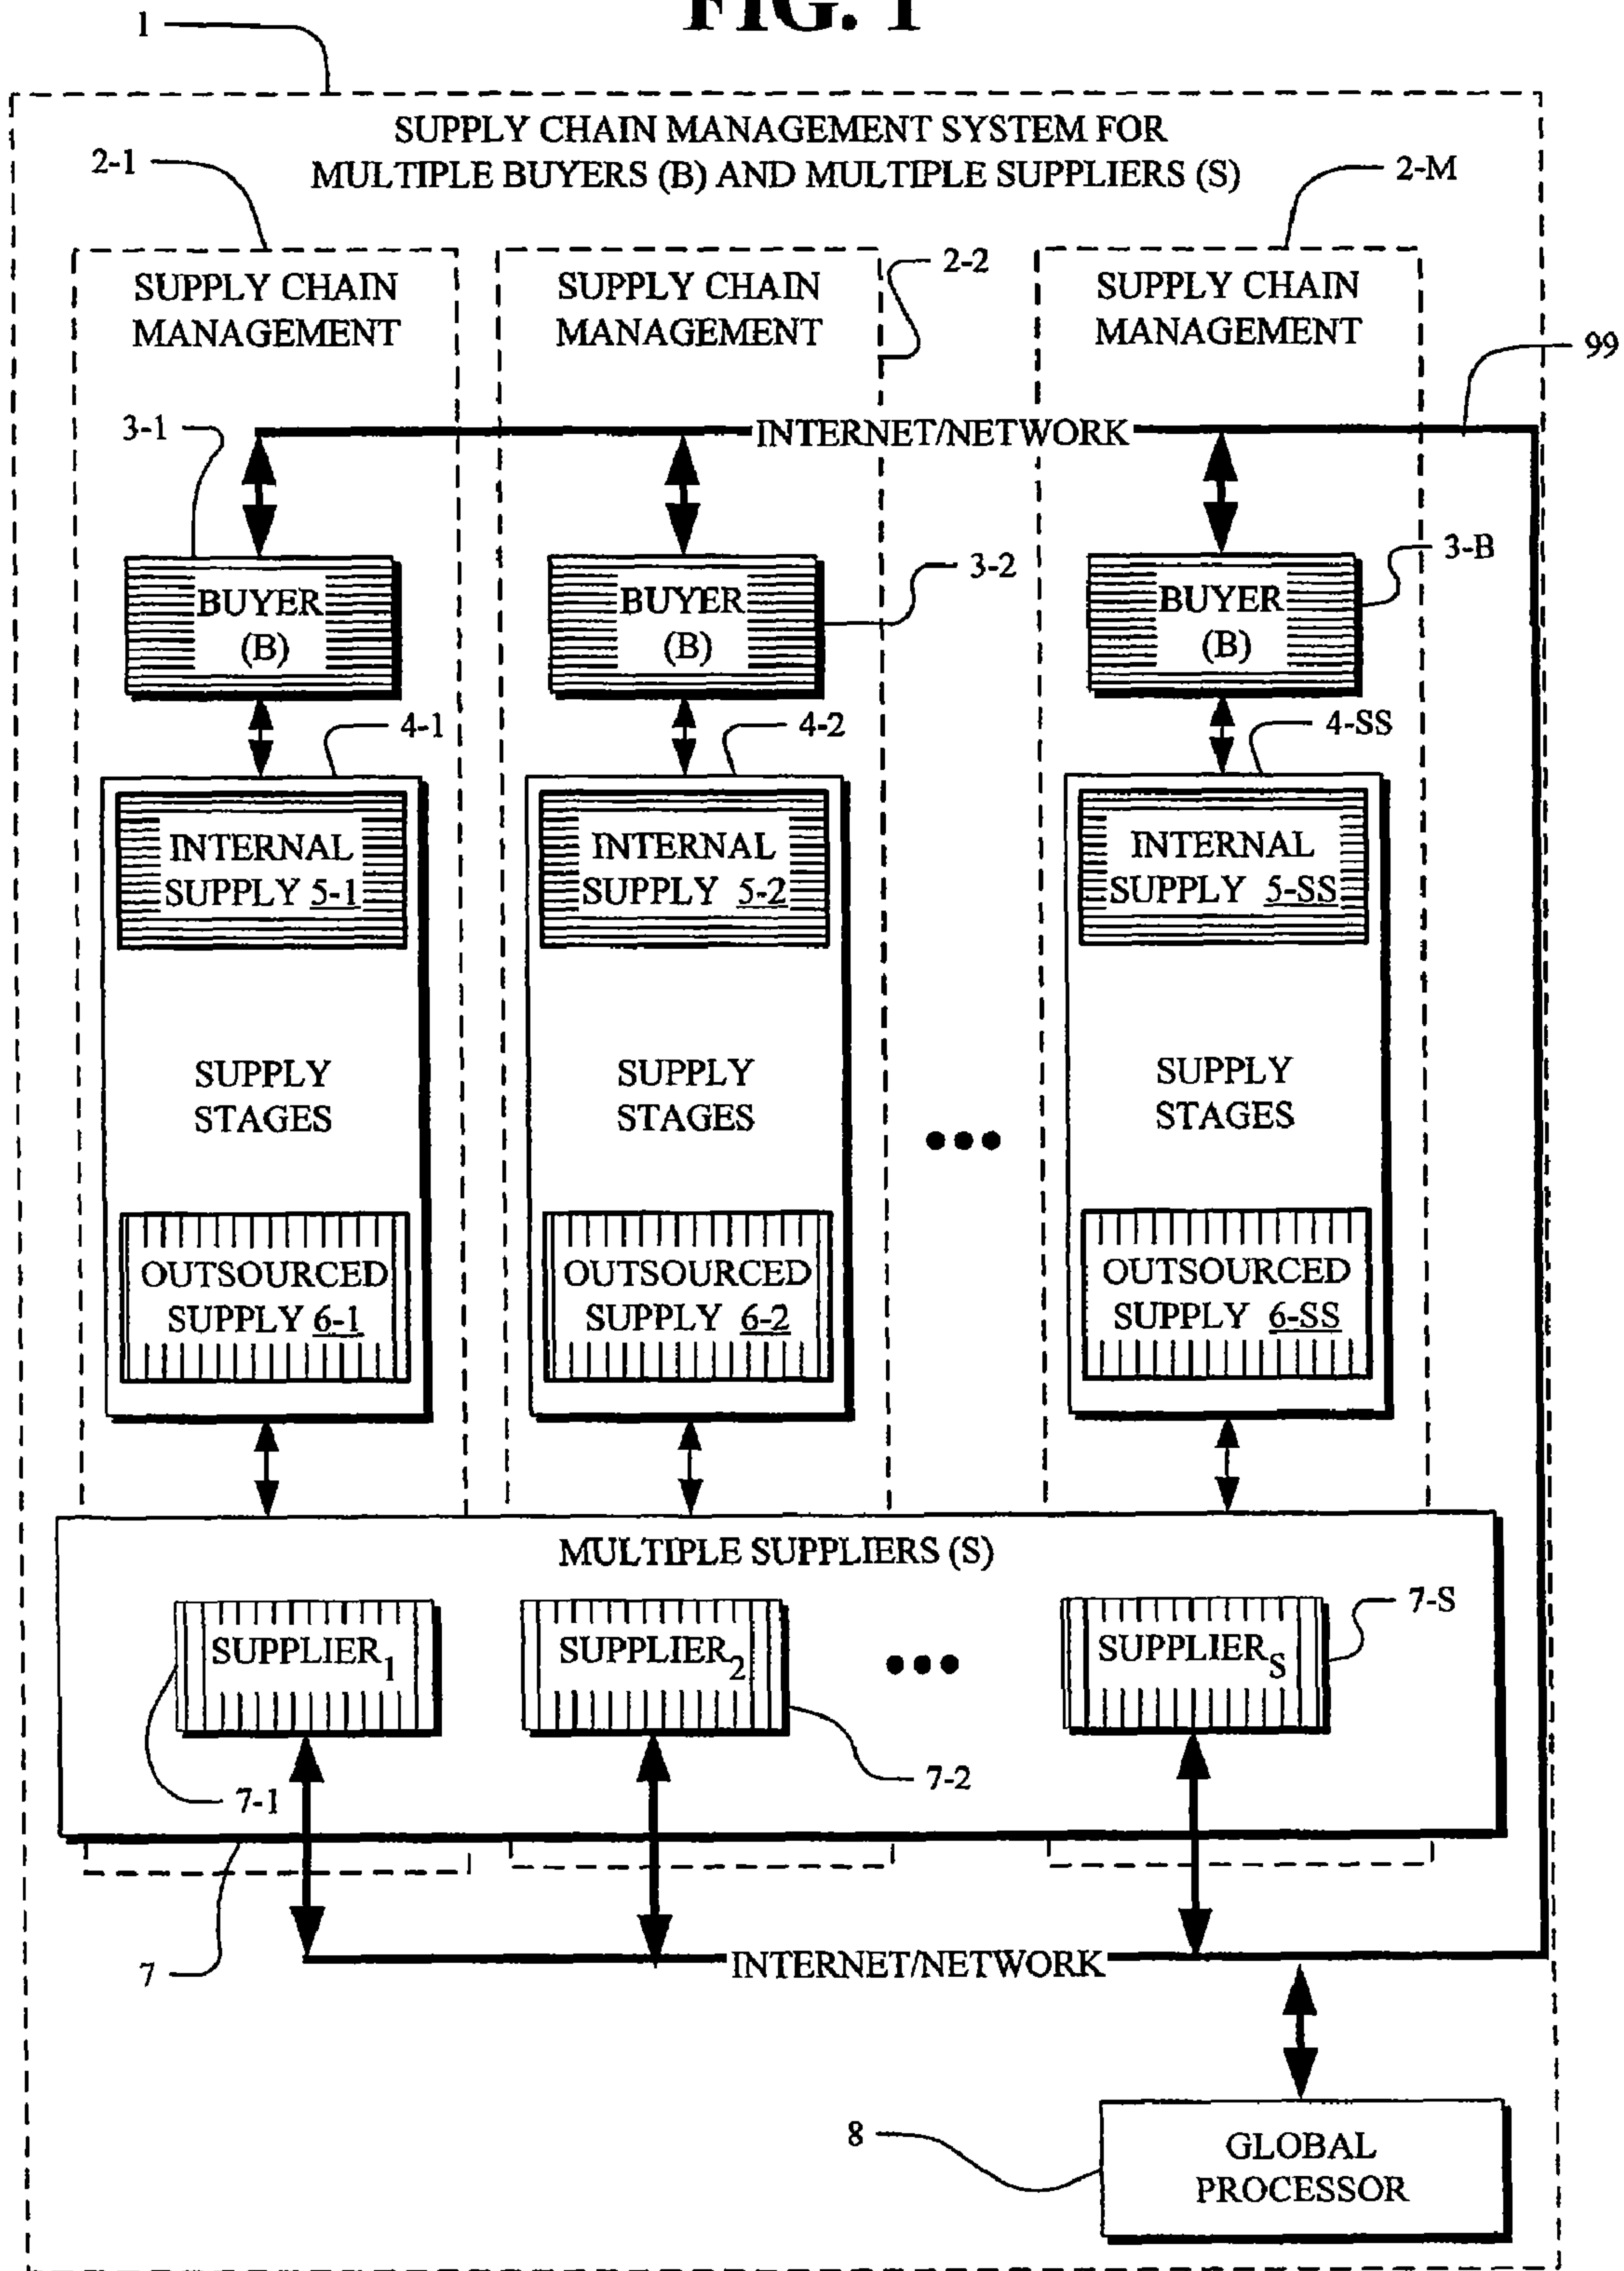 FIG. 1
1
SUPPLY CHAIN MANAGEMENT SYSTEM FOR
MULTIPLE BUYERS (B) AND MULTIPLE SUPPLIERS (S)
2-1
2-M
2-2
SUPPLY CHAIN
MANAGEMENT
SUPPLY CHAIN
MANAGEMENT
SUPPLY CHAIN
MANAGEMENT
99
3-1
INTERNET/NETWORK
BUYER
(B)
BUYER
(B)
3-2
BUYER
(B)
3-B
4-1
4-2
4-SS
INTERNAL
SUPPLY 5-1
INTERNAL
SUPPLY 5-2
INTERNAL
SUPPLY 5-SS
SUPPLY
STAGES
SUPPLY
STAGES
•••
SUPPLY
STAGES
OUTSOURCED
SUPPLY 6-1
OUTSOURCED
SUPPLY 6-2
OUTSOURCED
SUPPLY 6-SS
MULTIPLE SUPPLIERS (S)
SUPPLIER1
SUPPLIER2
•••
SUPPLIERS
7-S
7-1
7-2
7
INTERNET/NETWORK
8
GLOBAL
PROCESSOR